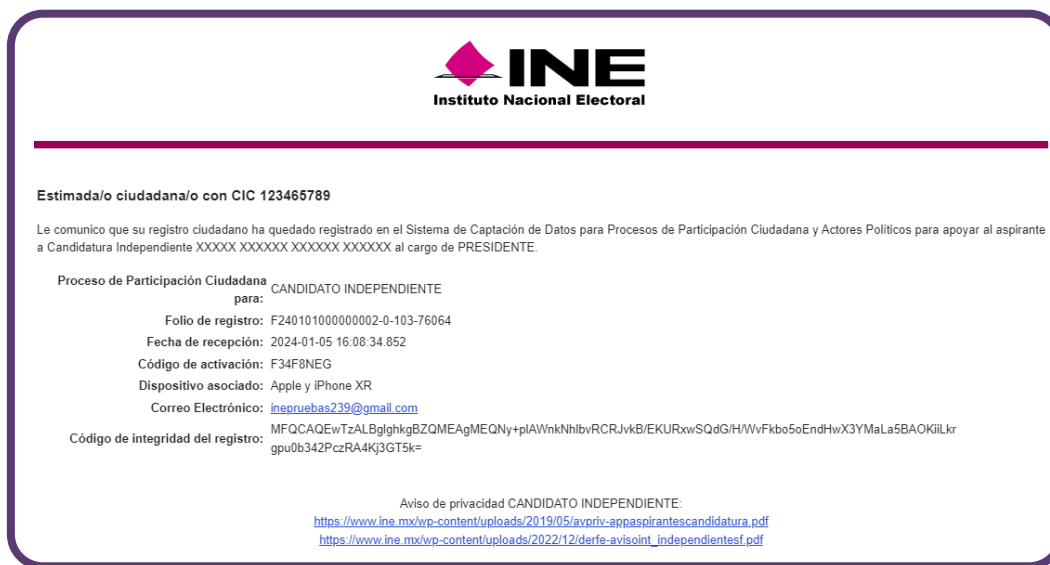 INE
Instituto Nacional Electoral
Estimada/o ciudadana/o con CIC 123465789
Le comunico que su registro ciudadano ha quedado registrado en el Sistema de Captación de Datos para Procesos de Participación Ciudadana y Actores Políticos para apoyar al aspirante
a Candidatura Independiente XXXXX XXXXXX XXXXXX XXXXXX al cargo de PRESIDENTE.
Proceso de Participación Ciudadana para: CANDIDATO INDEPENDIENTE
Folio de registro: F240101000000002-0-103-76064
Fecha de recepción: 2024-01-05 16:08:34.852
Código de activación: F34F8NEG
Dispositivo asociado: Apple y iPhone XR
Correo Electrónico: inepruebas239@gmail.com
Código de integridad del registro: MFQCAQEwTzALBglghkgBZQMEAgMEQNy+plAWnkNhlbvRCRJvkB/EKURxwSQdG/H/WvFkbo5oEndHwX3YMaLa5BAOKiiLkr
gpu0b342PczRA4Kj3GT5k=
Aviso de privacidad CANDIDATO INDEPENDIENTE:
https://www.ine.mx/wp-content/uploads/2019/05/avpriv-appaspirantescandidatura.pdf
https://www.ine.mx/wp-content/uploads/2022/12/derfe-avisoint_independientesf.pdf